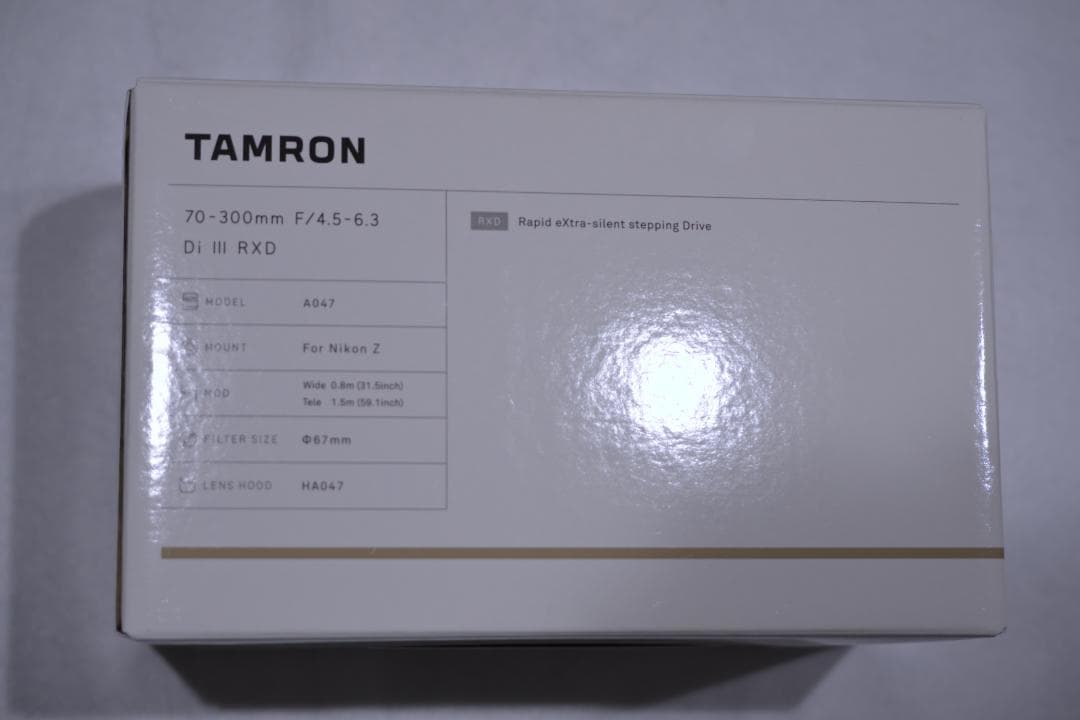 TAMRON
70-300mm F/4.5-6.3
Di III RXD
RXD Rapid eXtra-silent stepping Drive
MODEL A047
MOUNT For Nikon Z
MOD Wide 0.8m (31.5inch)
Tele 1.5m (59.1inch)
FILTER SIZE Φ67mm
LENS HOOD HA047